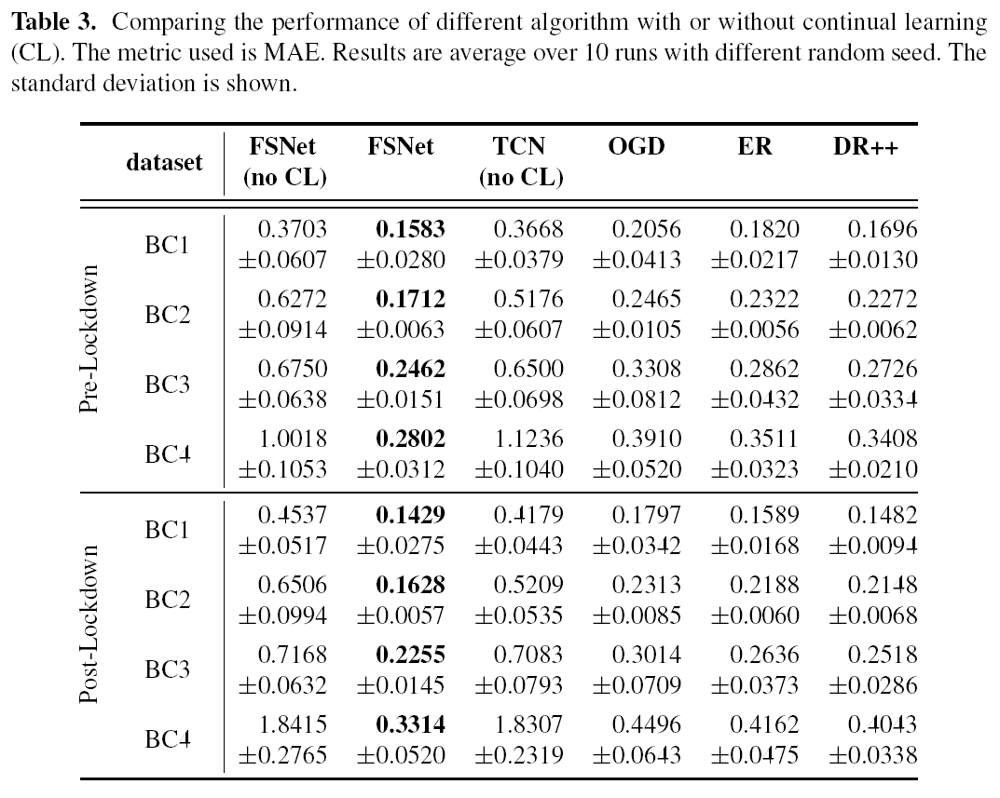 Table 3. Comparing the performance of different algorithm with or without continual learning
(CL). The metric used is MAE. Results are average over 10 runs with different random seed. The
standard deviation is shown.
dataset FSNet (no CL) FSNet TCN (no CL) OGD ER DR++
Pre-Lockdown
BC1 0.3703 0.1583 0.3668 0.2056 0.1820 0.1696
±0.0607 ±0.0280 ±0.0379 ±0.0413 ±0.0217 ±0.0130
BC2 0.6272 0.1712 0.5176 0.2465 0.2322 0.2272
±0.0914 ±0.0063 ±0.0607 ±0.0105 ±0.0056 ±0.0062
BC3 0.6750 0.2462 0.6500 0.3308 0.2862 0.2726
±0.0638 ±0.0151 ±0.0698 ±0.0812 ±0.0432 ±0.0334
BC4 1.0018 0.2802 1.1236 0.3910 0.3511 0.3408
±0.1053 ±0.0312 ±0.1040 ±0.0520 ±0.0323 ±0.0210
Post-Lockdown
BC1 0.4537 0.1429 0.4179 0.1797 0.1589 0.1482
±0.0517 ±0.0275 ±0.0443 ±0.0342 ±0.0168 ±0.0094
BC2 0.6506 0.1628 0.5209 0.2313 0.2188 0.2148
±0.0994 ±0.0057 ±0.0535 ±0.0085 ±0.0060 ±0.0068
BC3 0.7168 0.2255 0.7083 0.3014 0.2636 0.2518
±0.0632 ±0.0145 ±0.0793 ±0.0709 ±0.0373 ±0.0286
BC4 1.8415 0.3314 1.8307 0.4496 0.4162 0.4043
±0.2765 ±0.0520 ±0.2319 ±0.0643 ±0.0475 ±0.0338